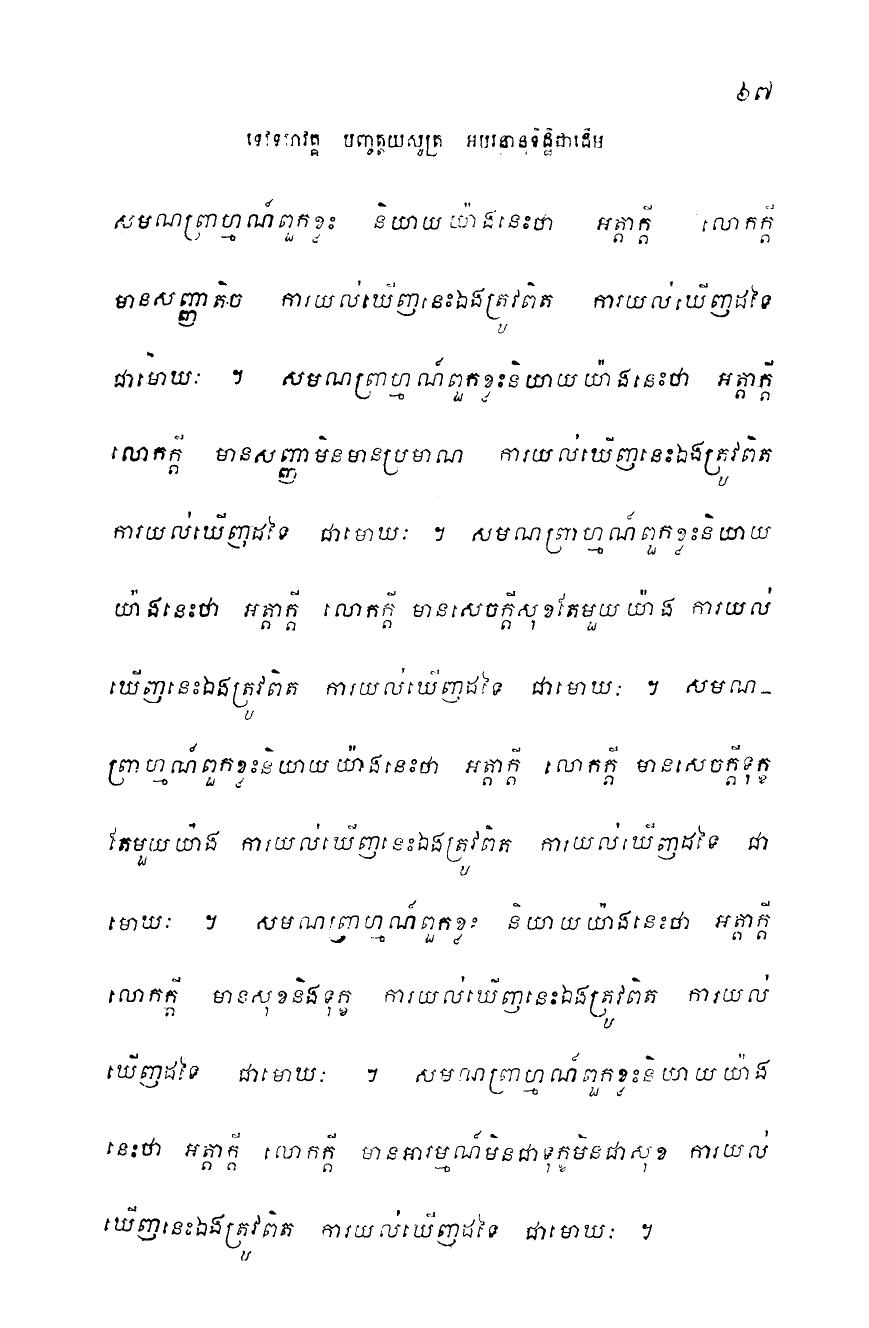 ៦៧
ទេវទហវគ្គ បញ្ចត្តយសូត្រ អបរន្តានុទិដ្ឋិជាដើម
សមណព្រាហ្មណ៍ពួកខ្លះ និយាយយ៉ាងនេះថា អត្តាក្តី លោកក្តី
មានសញ្ញាតិច ការយល់ឃើញនេះឯងត្រូវពិត ការយល់ឃើញដទៃ
ជាមោឃៈ ។ សមណព្រាហ្មណ៍ពួកខ្លះនិយាយយ៉ាងនេះថា អត្តាក្តី
លោកក្តី មានសញ្ញាមិនមានប្រមាណ ការយល់ឃើញនេះឯងត្រូវពិត
ការយល់ឃើញដទៃ ជាមោឃៈ ។ សមណព្រាហ្មណ៍ពួកខ្លះនិយាយ
យ៉ាងនេះថា អត្តាក្តី លោកក្តី មានសេចក្តីសុខតែមួយយ៉ាង ការយល់
ឃើញនេះឯងត្រូវពិត ការយល់ឃើញដទៃ ជាមោឃៈ ។ សមណ-
ព្រាហ្មណ៍ពួកខ្លះនិយាយយ៉ាងនេះថា អត្តាក្តី លោកក្តី មានសេចក្តីទុក្ខ
តែមួយយ៉ាង ការយល់ឃើញនេះឯងត្រូវពិត ការយល់ឃើញដទៃ ជា
មោឃៈ ។ សមណព្រាហ្មណ៍ពួកខ្លះ និយាយយ៉ាងនេះថា អត្តាក្តី
លោកក្តី មានសុខនិងទុក្ខ ការយល់ឃើញនេះឯងត្រូវពិត ការយល់
ឃើញដទៃ ជាមោឃៈ ។ សមណព្រាហ្មណ៍ពួកខ្លះនិយាយយ៉ាង
នេះថា អត្តាក្តី លោកក្តី មានអារម្មណ៍មិនជាទុក្ខមិនជាសុខ ការយល់
ឃើញនេះឯងត្រូវពិត ការយល់ឃើញដទៃ ជាមោឃៈ ។